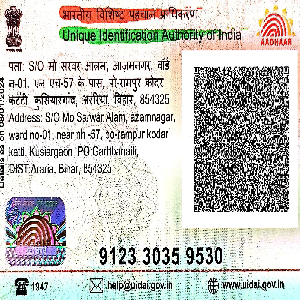 भारतीय विशिष्ट पहचान प्राधिकरण
Unique Identification Authority of India
AADHAAR
पता: S/O मो सरवर आलम, आजमनगर, वार्ड
न-01, एन एच-57 के पास, गो-रामपुर कोदर
कट्टी, कुसियारगांव, अररिया, बिहार, 854325
Address: S/O Mo Sarwar Alam, azamnagar,
ward no-01, near nh-57, go-rampur kodar
katti, Kusiargaon, PO:Garhbanaili,
DIST:Araria, Bihar, 854325
9123 3035 9530
1947
help@uidai.gov.in
www.uidai.gov.in